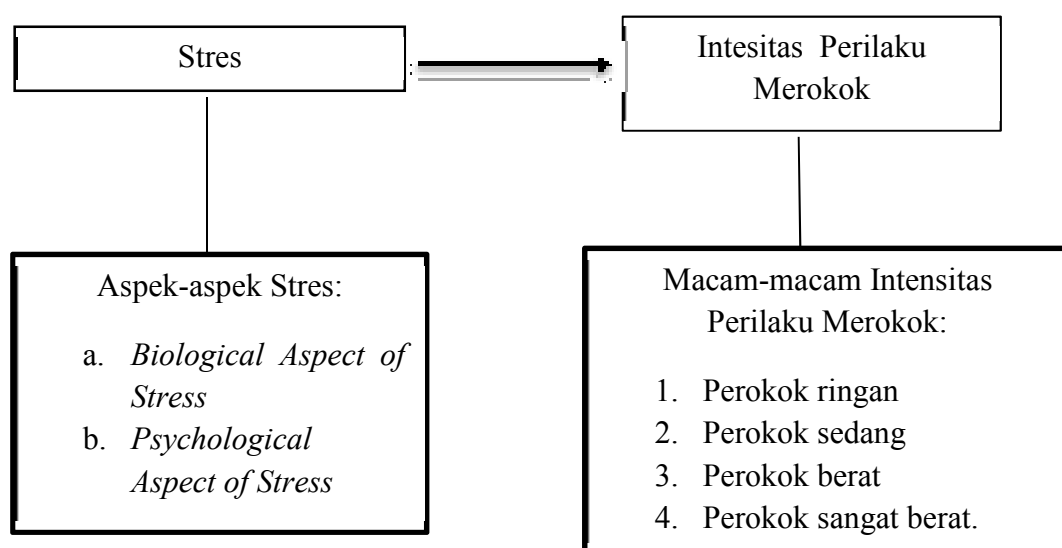 Stres
Intesitas Perilaku
Merokok
Aspek-aspek Stres:
a. Biological Aspect of
Stress
b. Psychological
Aspect of Stress
Macam-macam Intensitas
Perilaku Merokok:
1. Perokok ringan
2. Perokok sedang
3. Perokok berat
4. Perokok sangat berat.